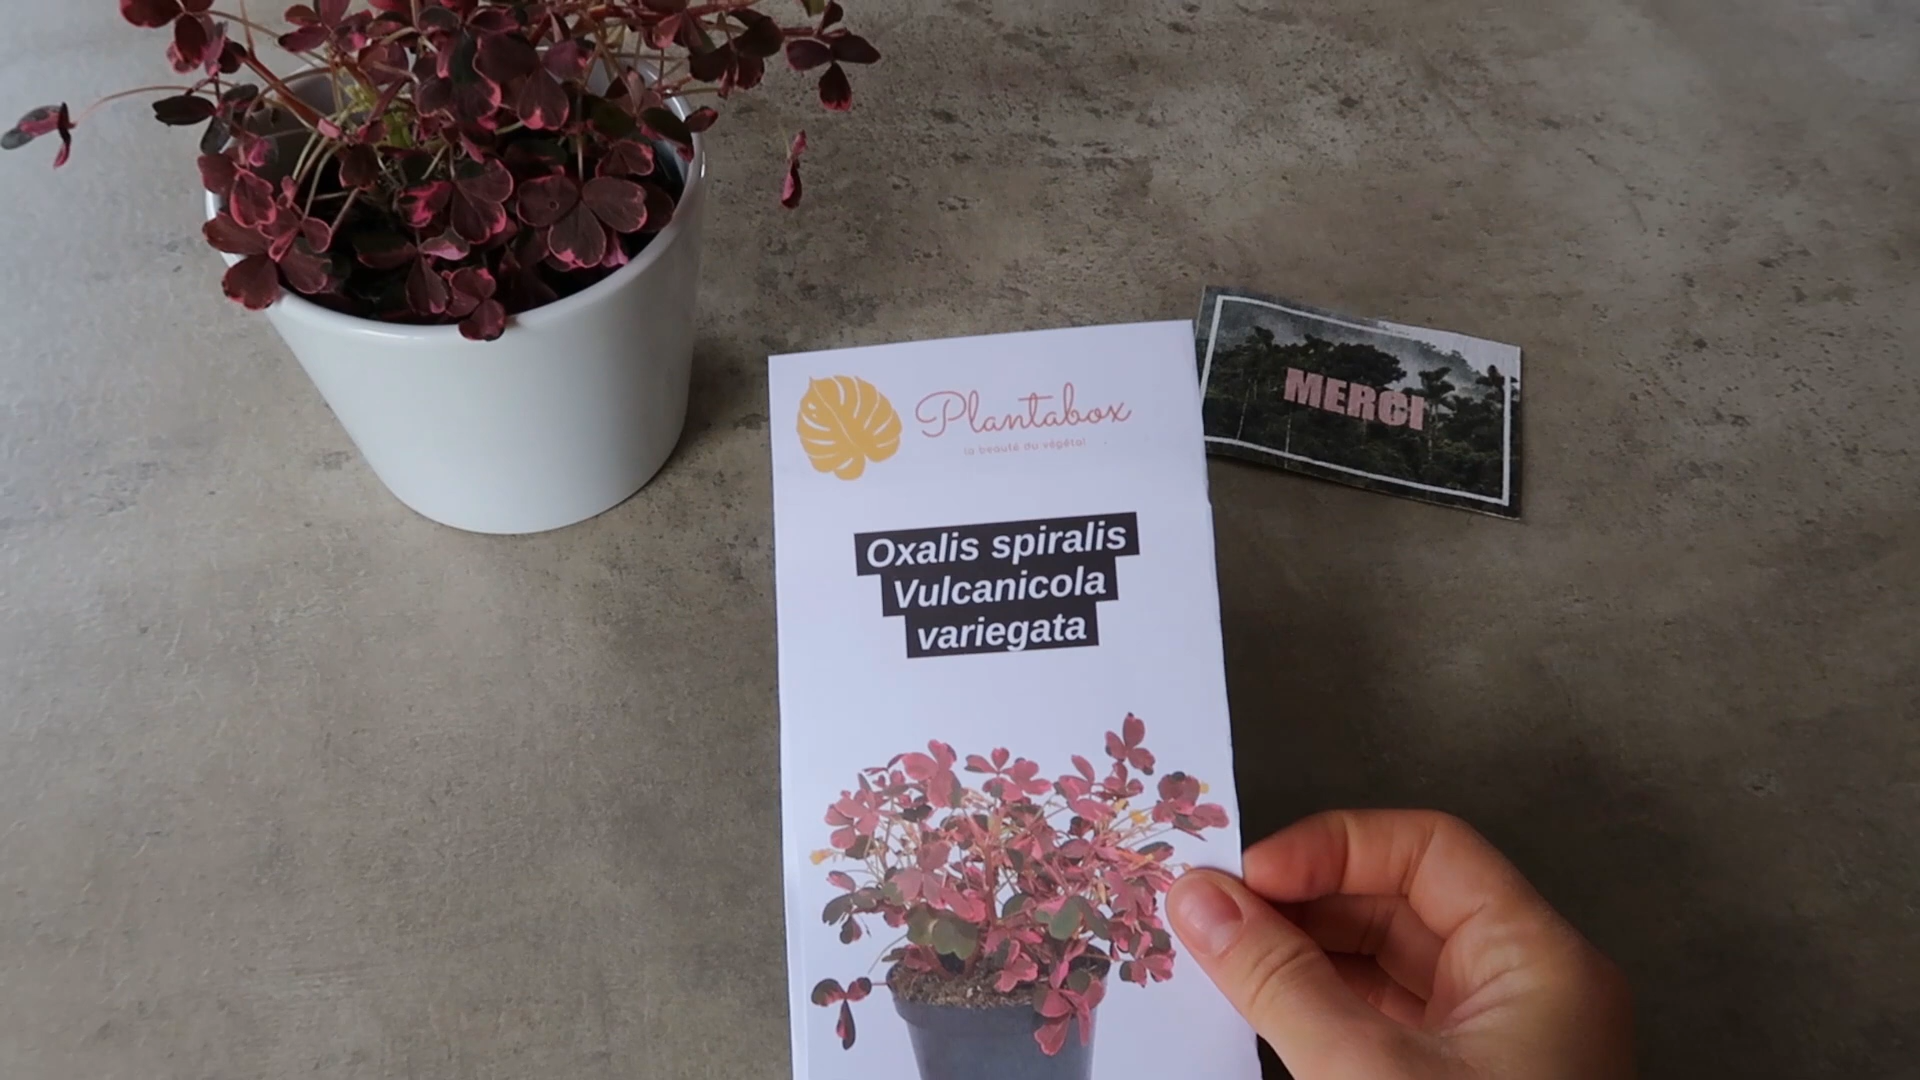 Plantabox
la beauté du végétal
MERCI
Oxalis spiralis
Vulcanicola
variegata